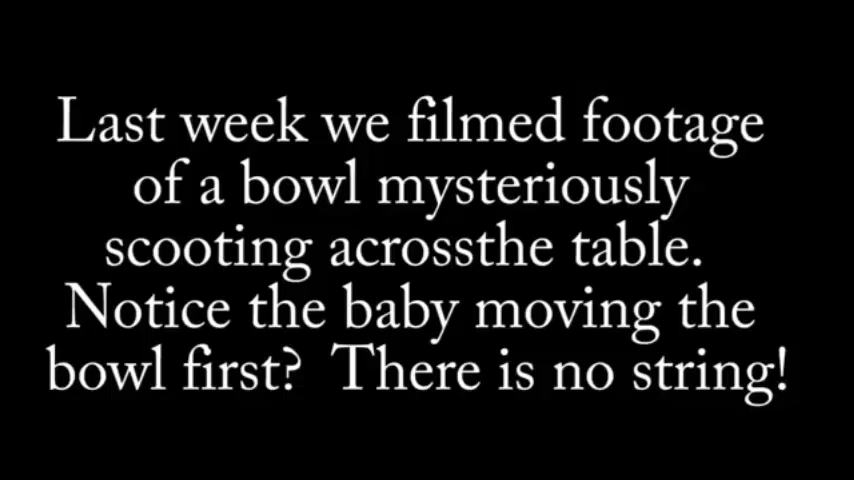 Last week we filmed footage
of a bowl mysteriously
scooting acrossthe table.
Notice the baby moving the
bowl first?  There is no string!